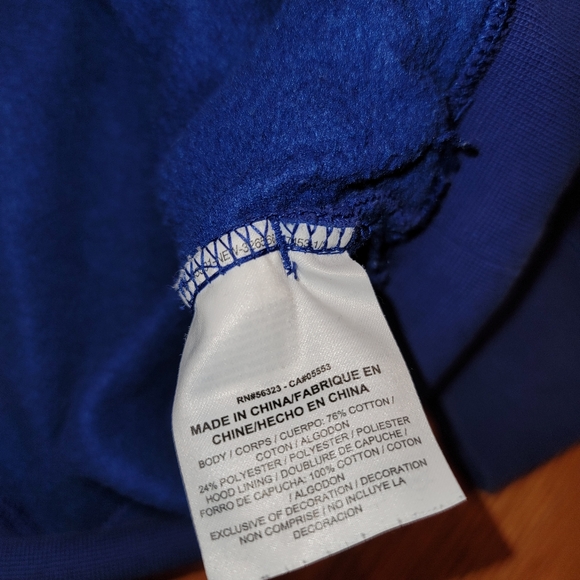 RN#56323 - CA#05553
MADE IN CHINA/FABRIQUE EN
CHINE/HECHO EN CHINA
BODY / CORPS / CUERPO: 76% COTTON /
COTON / ALGODON
24% POLYESTER / POLYESTER / POLIESTER
HOOD LINING / DOUBLURE DE CAPUCHE /
FORRO DE CAPUCHA: 100% COTTON / COTON
/ ALGODON
EXCLUSIVE OF DECORATION / DECORATION
NON COMPRISE / NO INCLUYE LA
DECORACION